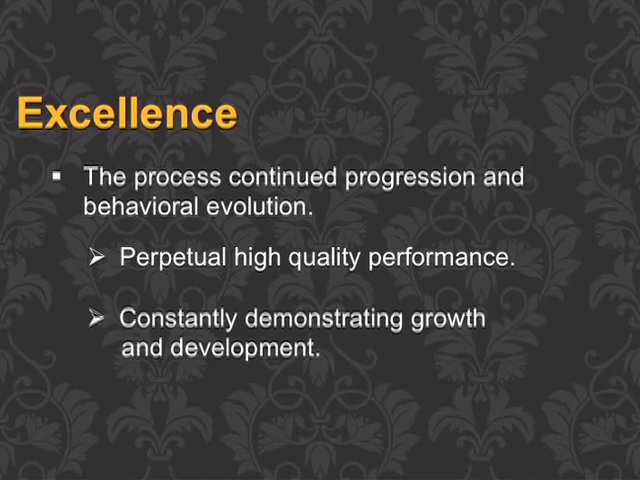 Excellence
▪ The process continued progression and
behavioral evolution.
➢ Perpetual high quality performance.
➢ Constantly demonstrating growth
and development.